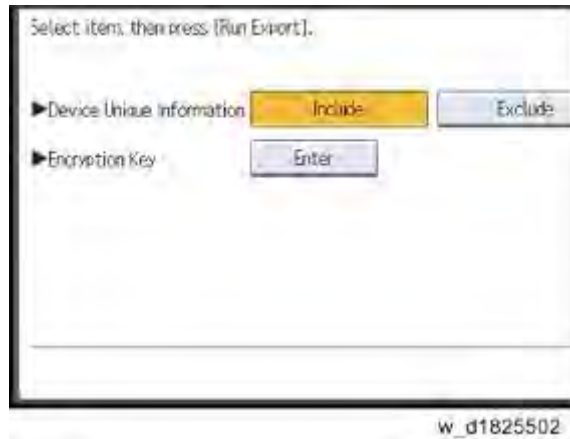 Select item, then press [Run Export].
▶Device Unique Information Include Exclude
▶Encryption Key Enter
w_d1825502